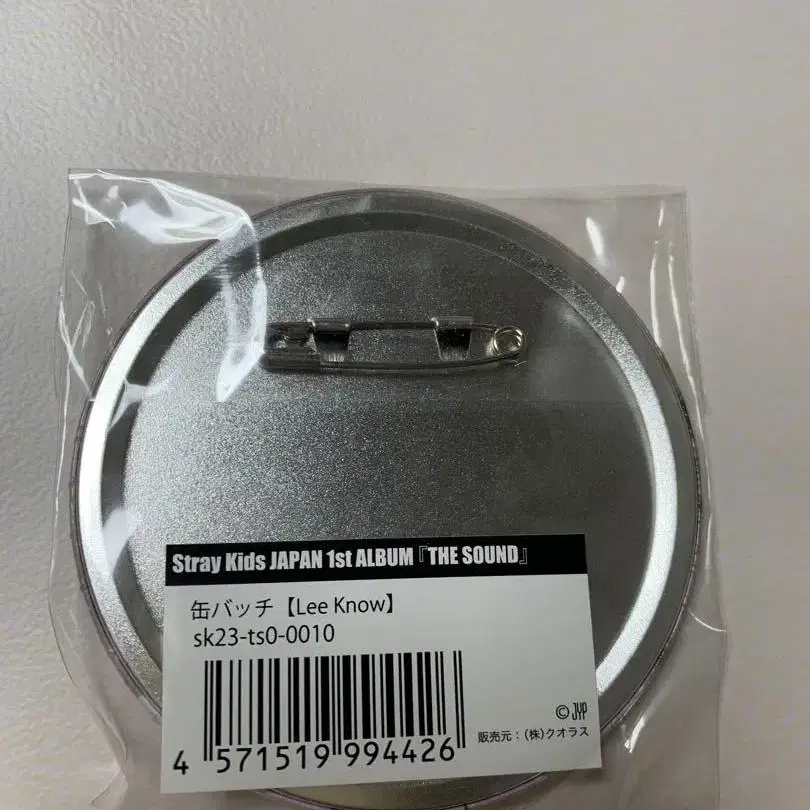 Stray Kids JAPAN 1st ALBUM『THE SOUND』
缶バッチ【Lee Know】
sk23-ts0-0010
4 571519 994426
© JYP
販売元：(株)クオラス